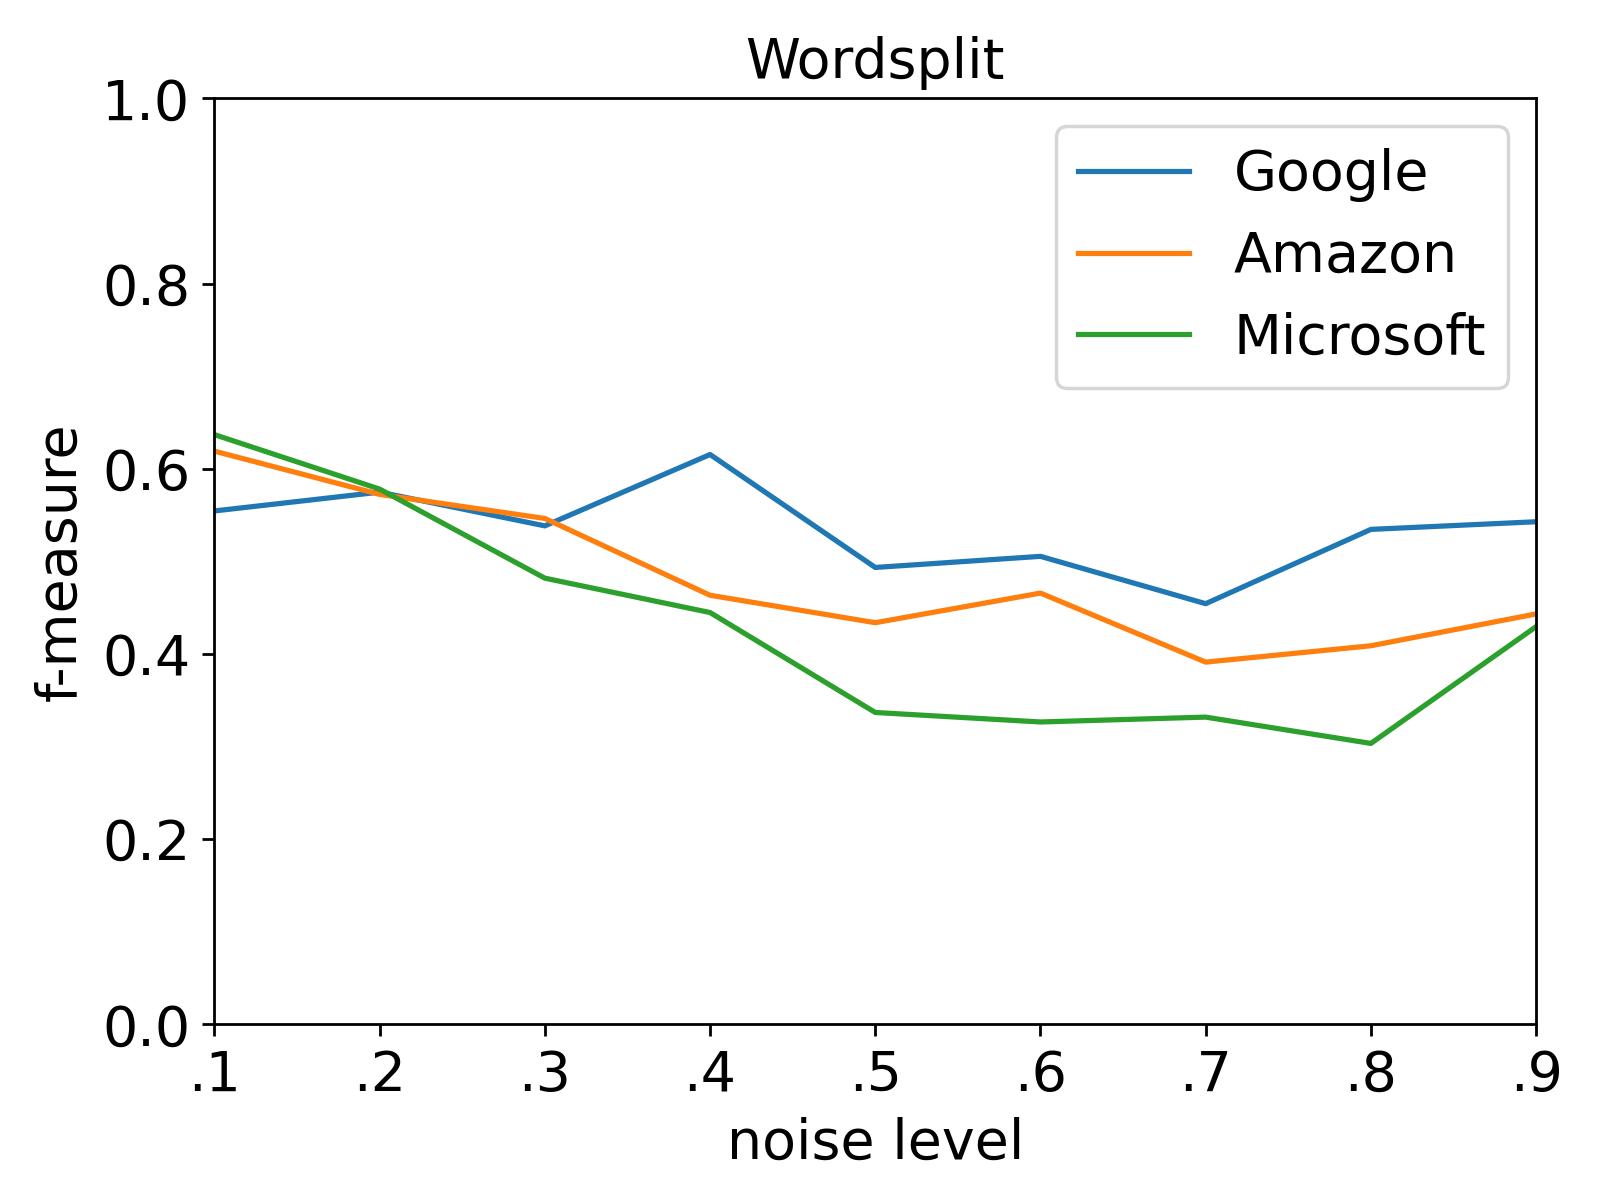 Wordsplit
1.0
0.8
0.6
0.4
0.2
0.0
f-measure
Google
Amazon
Microsoft
.1 .2 .3 .4 .5 .6 .7 .8 .9
noise level